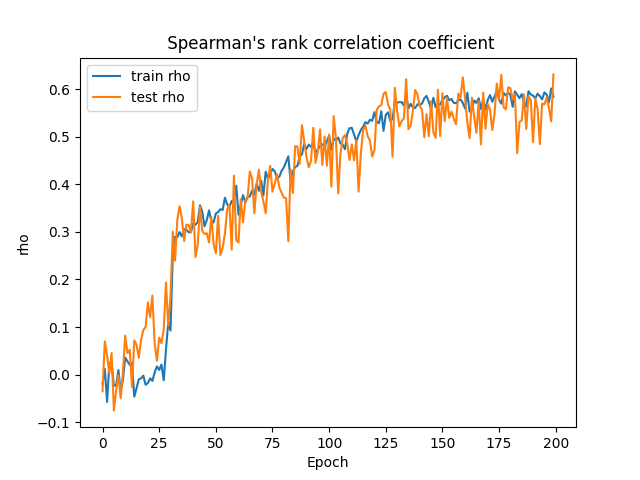 Spearman's rank correlation coefficient
train rho
test rho
0.6
0.5
0.4
0.3
0.2
0.1
0.0
−0.1
rho
0 25 50 75 100 125 150 175 200
Epoch